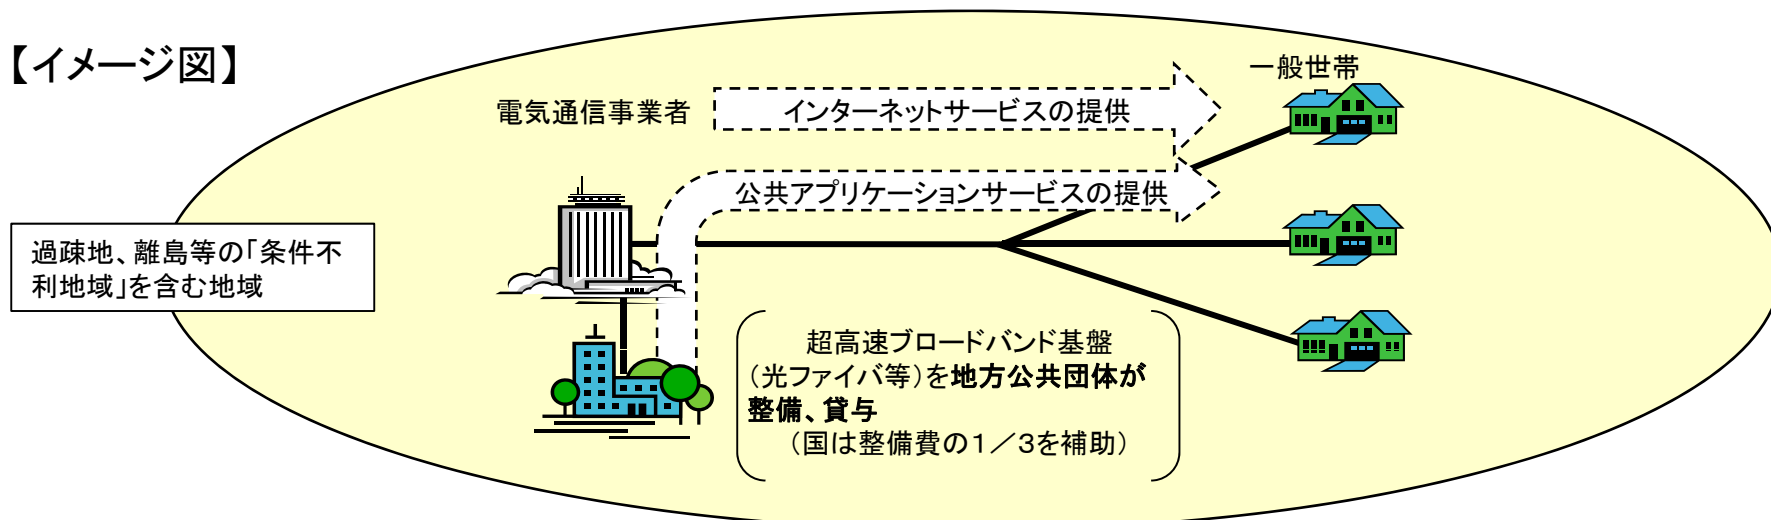 【イメージ図】
一般世帯
電気通信事業者
インターネットサービスの提供
公共アプリケーションサービスの提供
過疎地、離島等の「条件不
利地域」を含む地域
超高速ブロードバンド基盤
（光ファイバ等）を地方公共団体が
整備、貸与
（国は整備費の１／３を補助）